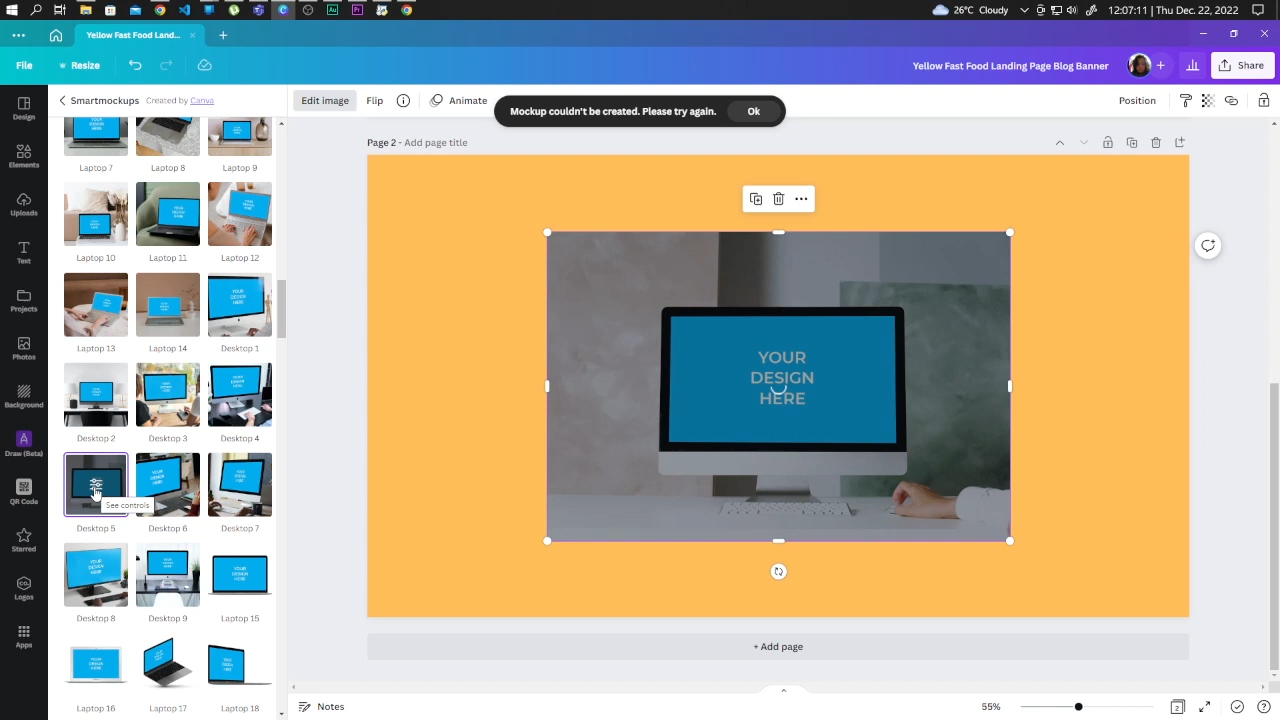 26°C Cloudy
12:07:11 | Thu Dec. 22, 2022
Yellow Fast Food Land...
File
Resize
Yellow Fast Food Landing Page Blog Banner
Share
Smartmockups Created by Canva
Edit image
Flip
Animate
Mockup couldn't be created. Please try again.
Ok
Position
Page 2 - Add page title
Design
Elements
Uploads
Text
Projects
Photos
Background
Draw (Beta)
QR Code
Starred
Logos
Apps
Laptop 7
Laptop 8
Laptop 9
Laptop 10
Laptop 11
Laptop 12
Laptop 13
Laptop 14
Desktop 1
Desktop 2
Desktop 3
Desktop 4
See controls
Desktop 5
Desktop 6
Desktop 7
Desktop 8
Desktop 9
Laptop 15
Laptop 16
Laptop 17
Laptop 18
YOUR
DESIGN
HERE
+ Add page
Notes
55%
2